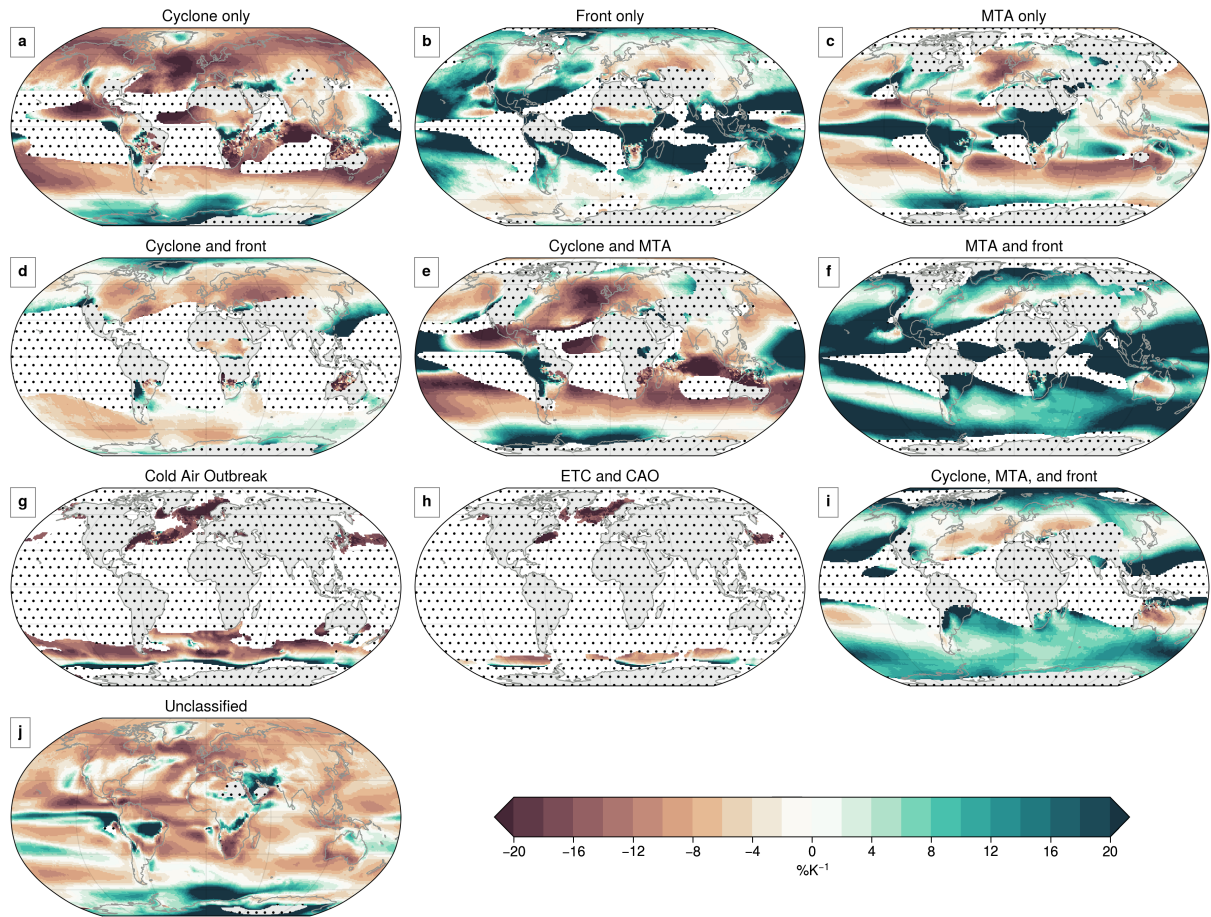 Cyclone only
Front only
MTA only
a
b
c
Cyclone and front
Cyclone and MTA
MTA and front
d
e
f
Cold Air Outbreak
ETC and CAO
Cyclone, MTA, and front
g
h
i
Unclassified
j
−20 −16 −12 −8 −4 0 4 8 12 16 20
%K⁻¹